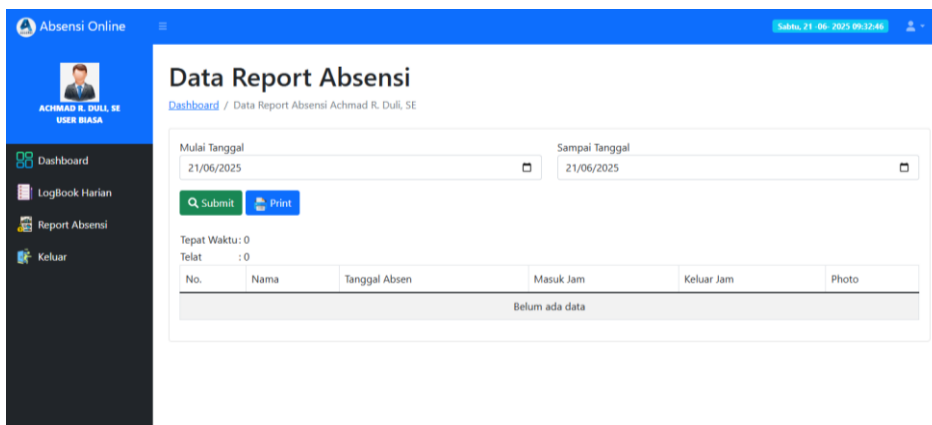 Absensi Online
Sabtu, 21 -06- 2025 09:32:46
ACHMAD R. DULI, SE
USER BIASA
Dashboard
LogBook Harian
Report Absensi
Keluar
Data Report Absensi
Dashboard / Data Report Absensi Achmad R. Duli, SE
Mulai Tanggal Sampai Tanggal
21/06/2025 21/06/2025
Submit Print
Tepat Waktu : 0
Telat : 0
No. Nama Tanggal Absen Masuk Jam Keluar Jam Photo
Belum ada data